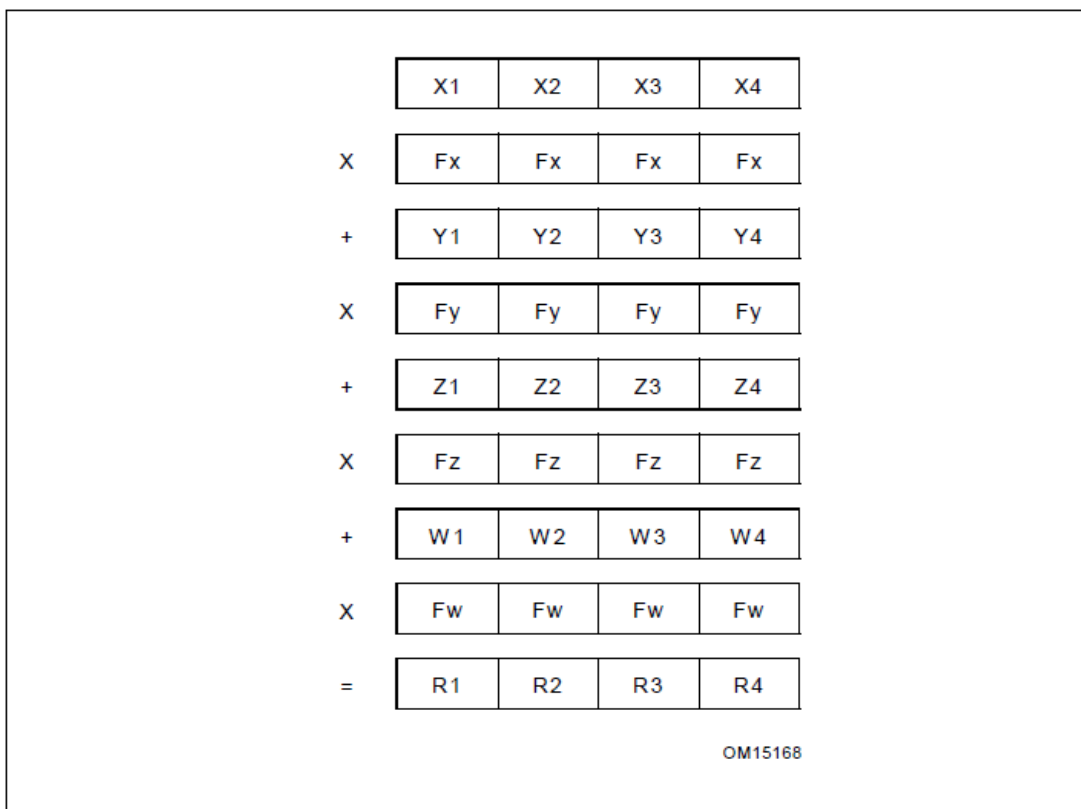 X1 X2 X3 X4
X Fx Fx Fx Fx
+ Y1 Y2 Y3 Y4
X Fy Fy Fy Fy
+ Z1 Z2 Z3 Z4
X Fz Fz Fz Fz
+ W1 W2 W3 W4
X Fw Fw Fw Fw
= R1 R2 R3 R4
OM15168